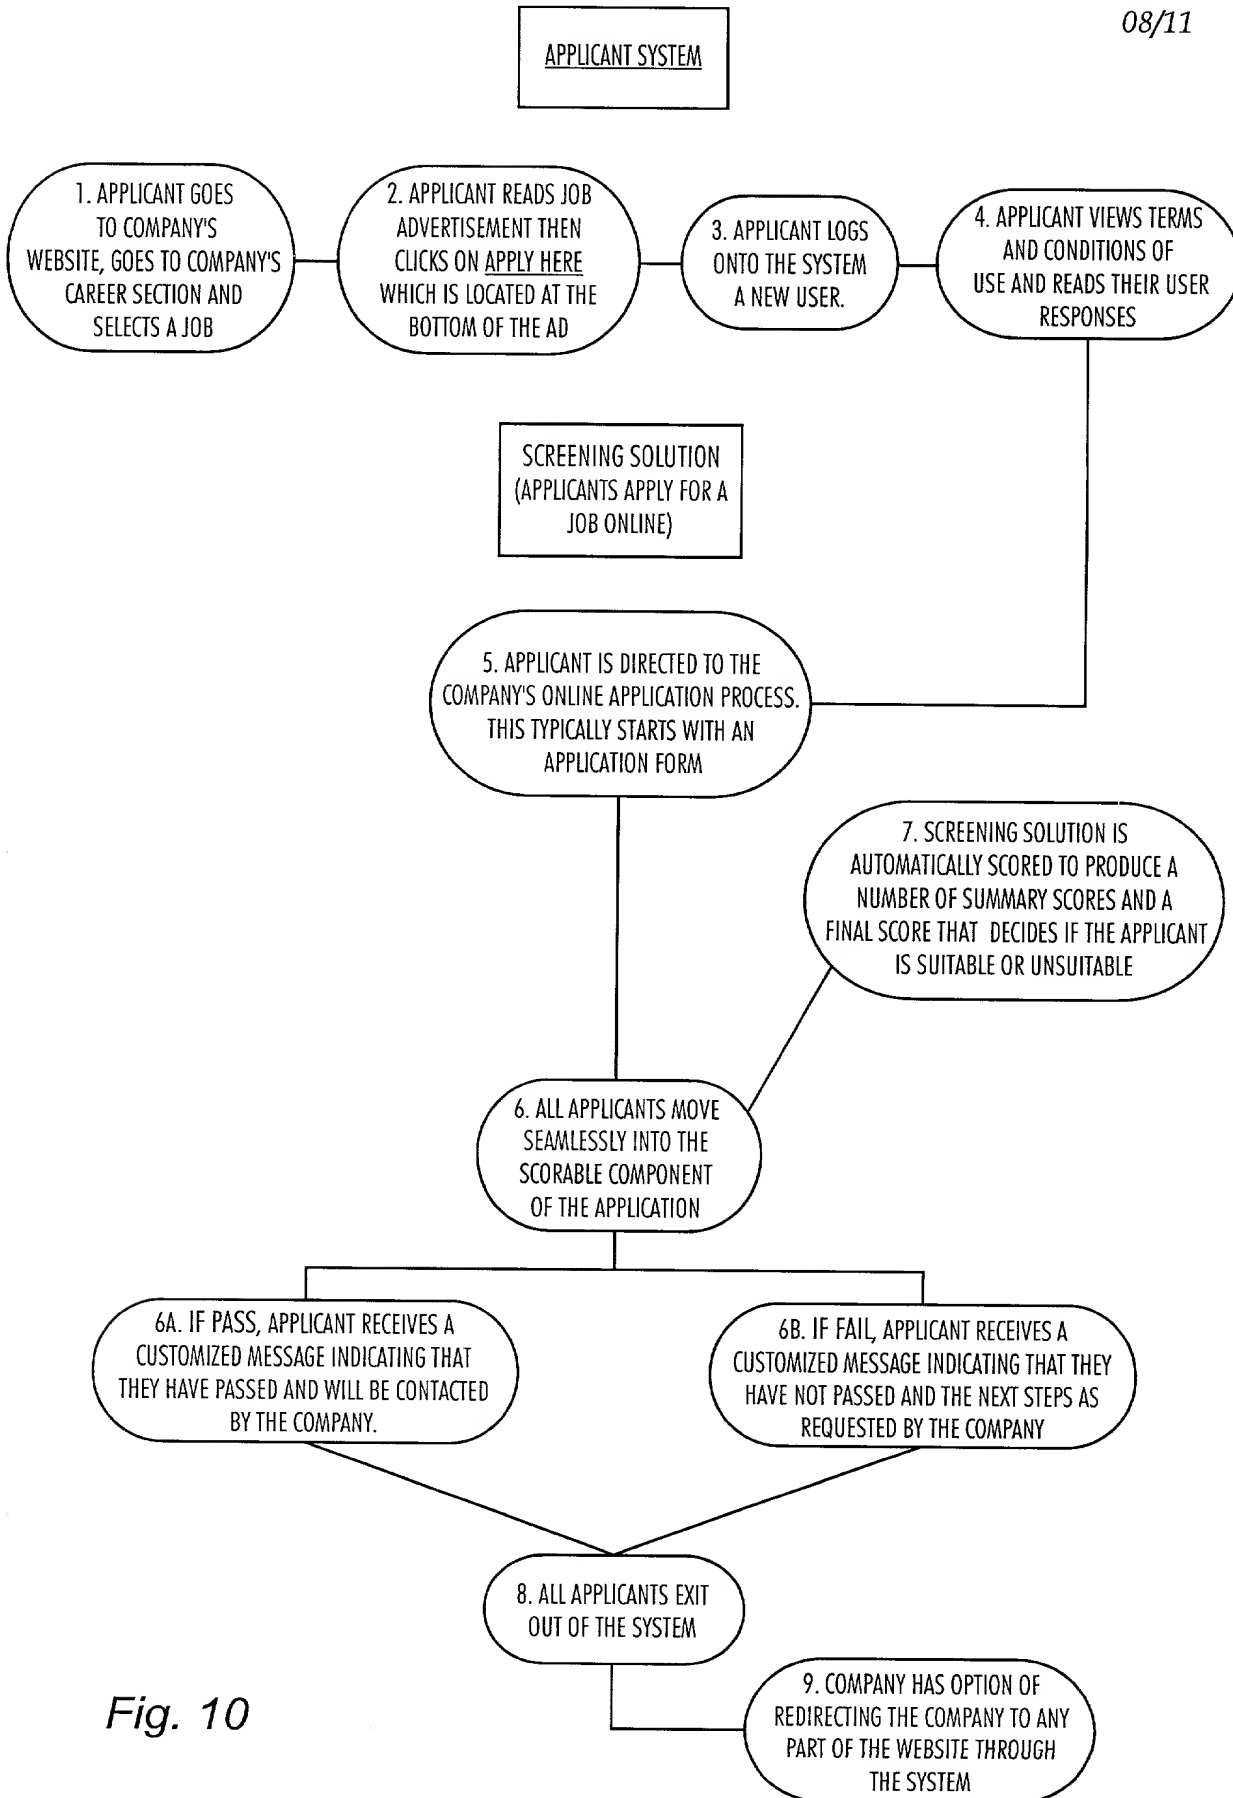 08/11
APPLICANT SYSTEM
1. APPLICANT GOES
TO COMPANY'S
WEBSITE, GOES TO COMPANY'S
CAREER SECTION AND
SELECTS A JOB
2. APPLICANT READS JOB
ADVERTISEMENT THEN
CLICKS ON APPLY HERE
WHICH IS LOCATED AT THE
BOTTOM OF THE AD
3. APPLICANT LOGS
ONTO THE SYSTEM
A NEW USER.
4. APPLICANT VIEWS TERMS
AND CONDITIONS OF
USE AND READS THEIR USER
RESPONSES
SCREENING SOLUTION
(APPLICANTS APPLY FOR A
JOB ONLINE)
5. APPLICANT IS DIRECTED TO THE
COMPANY'S ONLINE APPLICATION PROCESS.
THIS TYPICALLY STARTS WITH AN
APPLICATION FORM
7. SCREENING SOLUTION IS
AUTOMATICALLY SCORED TO PRODUCE A
NUMBER OF SUMMARY SCORES AND A
FINAL SCORE THAT DECIDES IF THE APPLICANT
IS SUITABLE OR UNSUITABLE
6. ALL APPLICANTS MOVE
SEAMLESSLY INTO THE
SCORABLE COMPONENT
OF THE APPLICATION
6A. IF PASS, APPLICANT RECEIVES A
CUSTOMIZED MESSAGE INDICATING THAT
THEY HAVE PASSED AND WILL BE CONTACTED
BY THE COMPANY.
6B. IF FAIL, APPLICANT RECEIVES A
CUSTOMIZED MESSAGE INDICATING THAT THEY
HAVE NOT PASSED AND THE NEXT STEPS AS
REQUESTED BY THE COMPANY
8. ALL APPLICANTS EXIT
OUT OF THE SYSTEM
9. COMPANY HAS OPTION OF
REDIRECTING THE COMPANY TO ANY
PART OF THE WEBSITE THROUGH
THE SYSTEM
Fig. 10